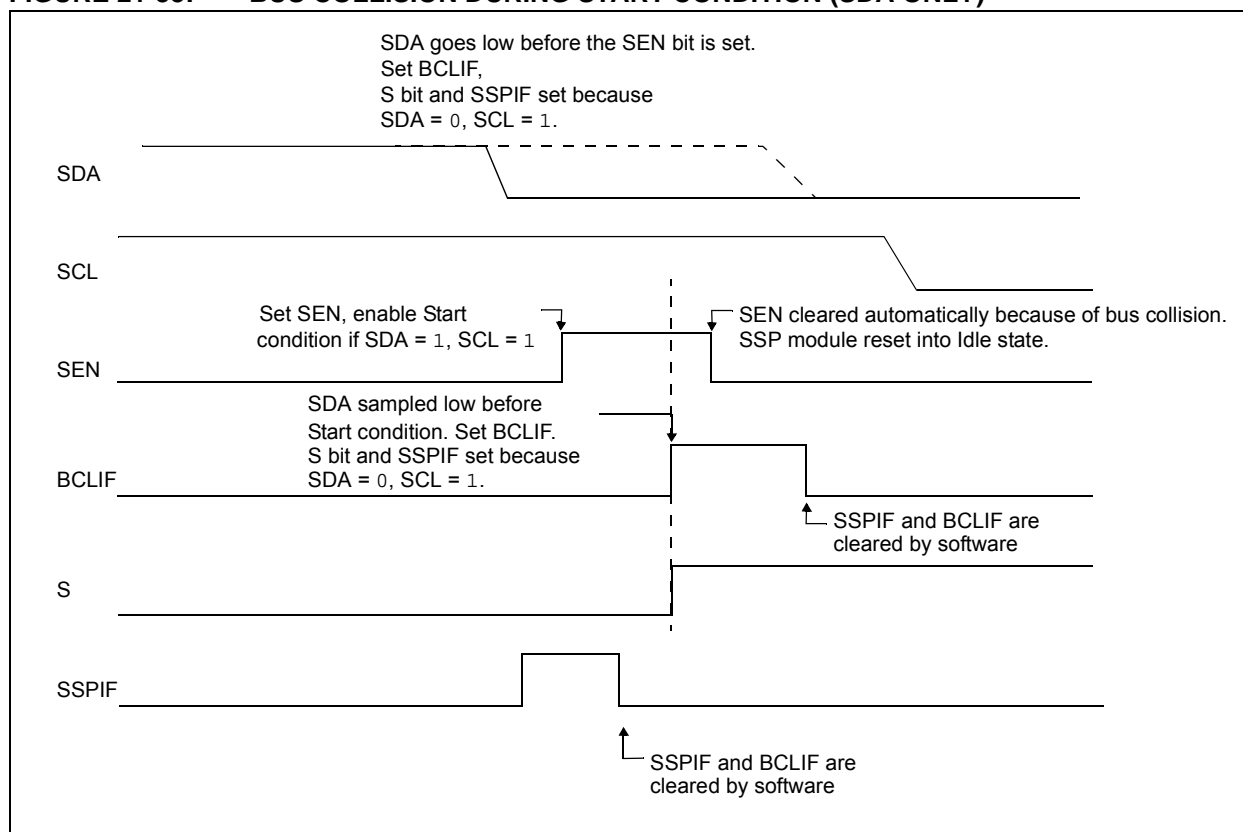 SDA goes low before the SEN bit is set.
Set BCLIF,
S bit and SSPIF set because
SDA = 0, SCL = 1.
SDA
SCL
Set SEN, enable Start
condition if SDA = 1, SCL = 1
SEN cleared automatically because of bus collision.
SSP module reset into Idle state.
SEN
SDA sampled low before
Start condition. Set BCLIF.
S bit and SSPIF set because
SDA = 0, SCL = 1.
BCLIF
SSPIF and BCLIF are
cleared by software
S
SSPIF
SSPIF and BCLIF are
cleared by software